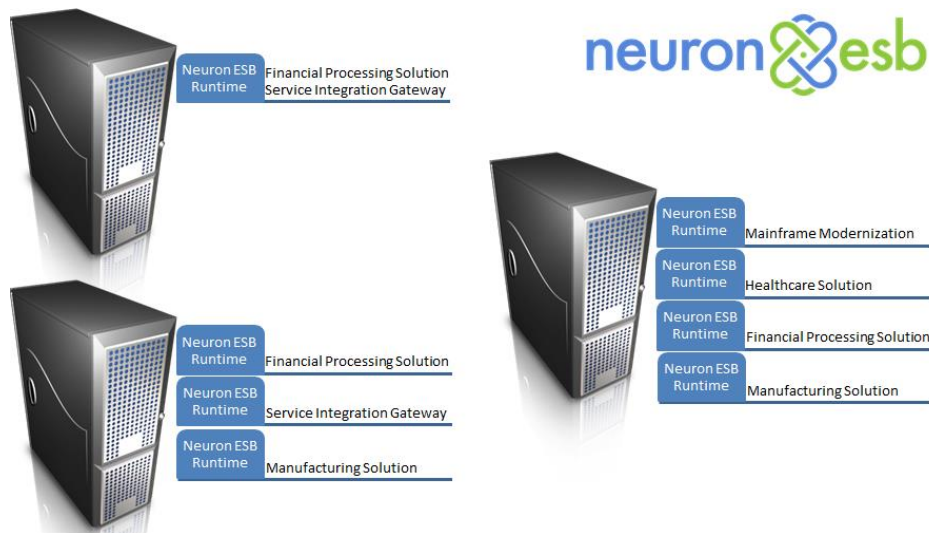 neuron esb
Neuron ESB
Runtime
Financial Processing Solution
Service Integration Gateway
Neuron ESB
Runtime
Financial Processing Solution
Neuron ESB
Runtime
Service Integration Gateway
Neuron ESB
Runtime
Manufacturing Solution
Neuron ESB
Runtime
Mainframe Modernization
Neuron ESB
Runtime
Healthcare Solution
Neuron ESB
Runtime
Financial Processing Solution
Neuron ESB
Runtime
Manufacturing Solution